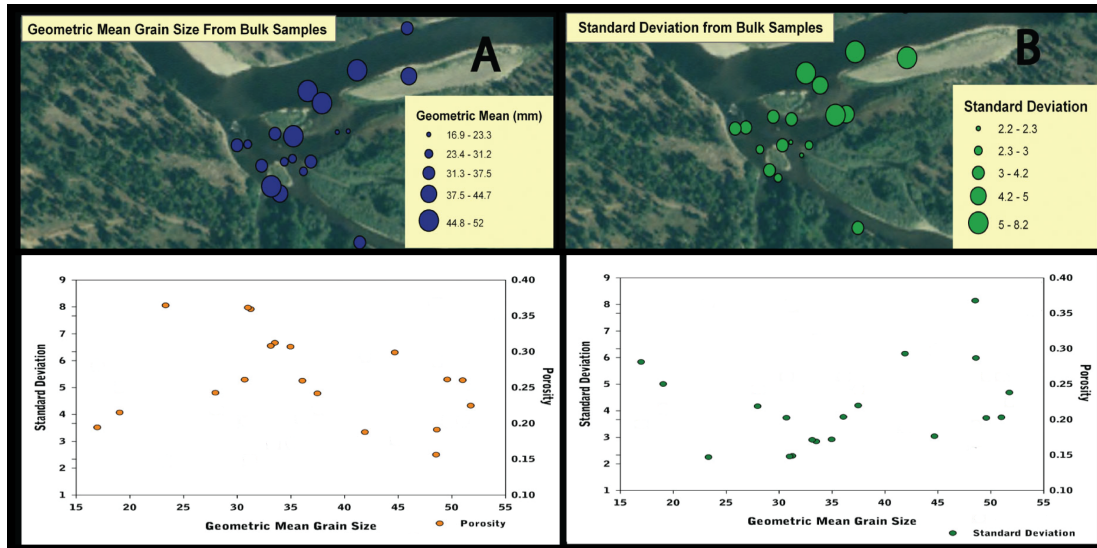 Geometric Mean Grain Size From Bulk Samples
A
Geometric Mean (mm)
16.9 - 23.3
23.4 - 31.2
31.3 - 37.5
37.5 - 44.7
44.8 - 52
Standard Deviation from Bulk Samples
B
Standard Deviation
2.2 - 2.3
2.3 - 3
3 - 4.2
4.2 - 5
5 - 8.2
9
8
7
6
5
4
3
2
1
Standard Deviation
0.40
0.35
0.30
0.25
0.20
0.15
0.10
Porosity
15 20 25 30 35 40 45 50 55
Geometric Mean Grain Size
Porosity
9
8
7
6
5
4
3
2
1
Standard Deviation
0.40
0.35
0.30
0.25
0.20
0.15
0.10
Porosity
15 20 25 30 35 40 45 50 55
Geometric Mean Grain Size
Standard Deviation